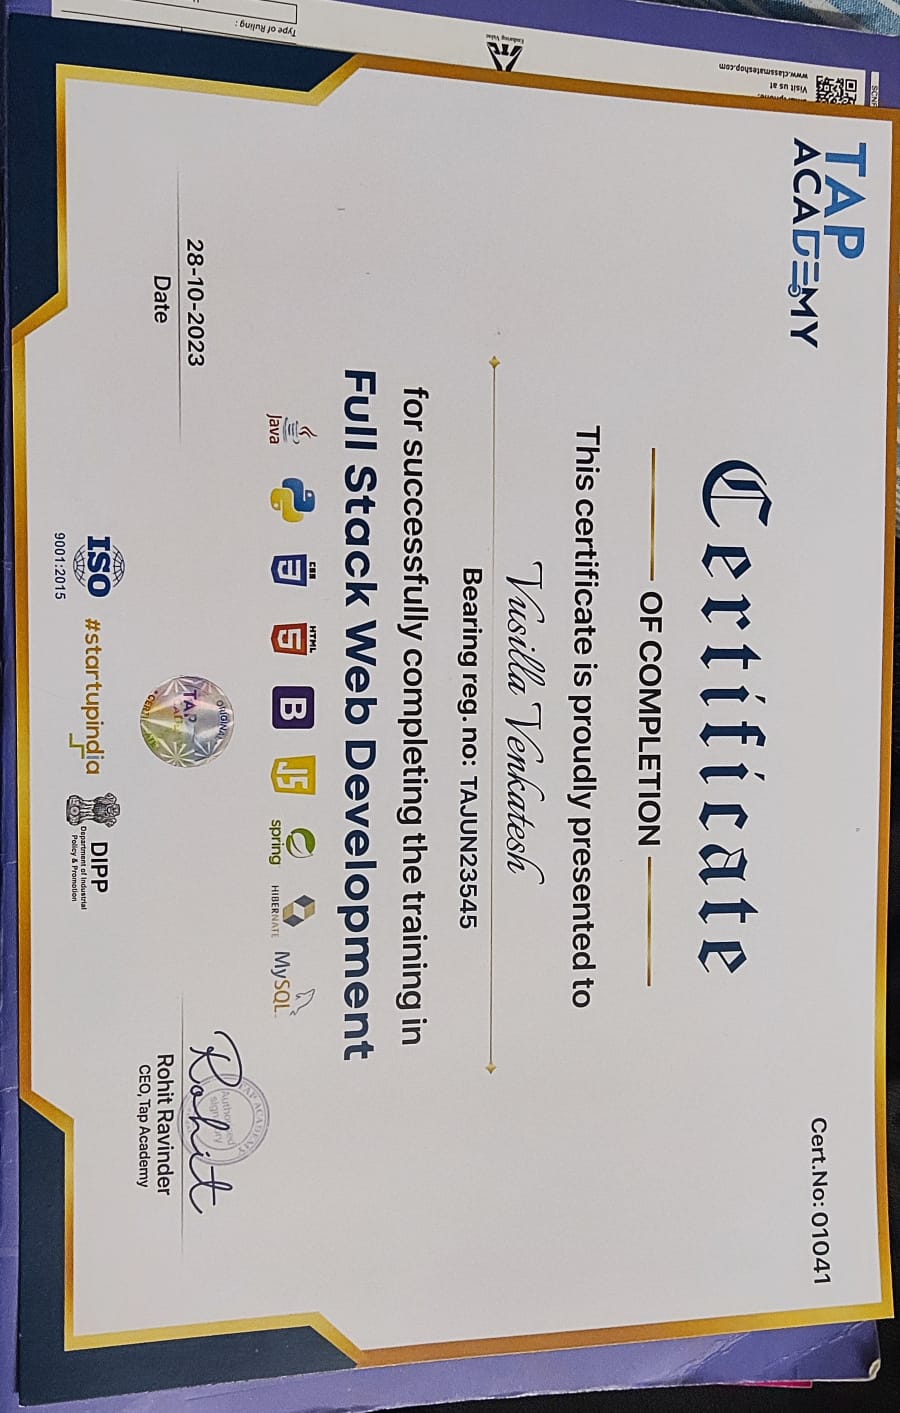 TAP
ACADEMY
Cert.No: 01041
Certificate
OF COMPLETION
This certificate is proudly presented to
Vusilla Venkatesh
Bearing reg. no: TAJUN23545
for successfully completing the training in
Full Stack Web Development
Java
CSS
3
HTML
5
B
JS
spring
HIBERNATE
MySQL
28-10-2023
Date
ORIGINAL
TAP
TAP ACADEMY
Authorised
signatory
Rohit
Rohit Ravinder
CEO, Tap Academy
ISO
9001:2015
#startupindia
DIPP
Department of Industrial
Policy & Promotion
Visit us at
www.classmateshop.com
Type of Ruling :